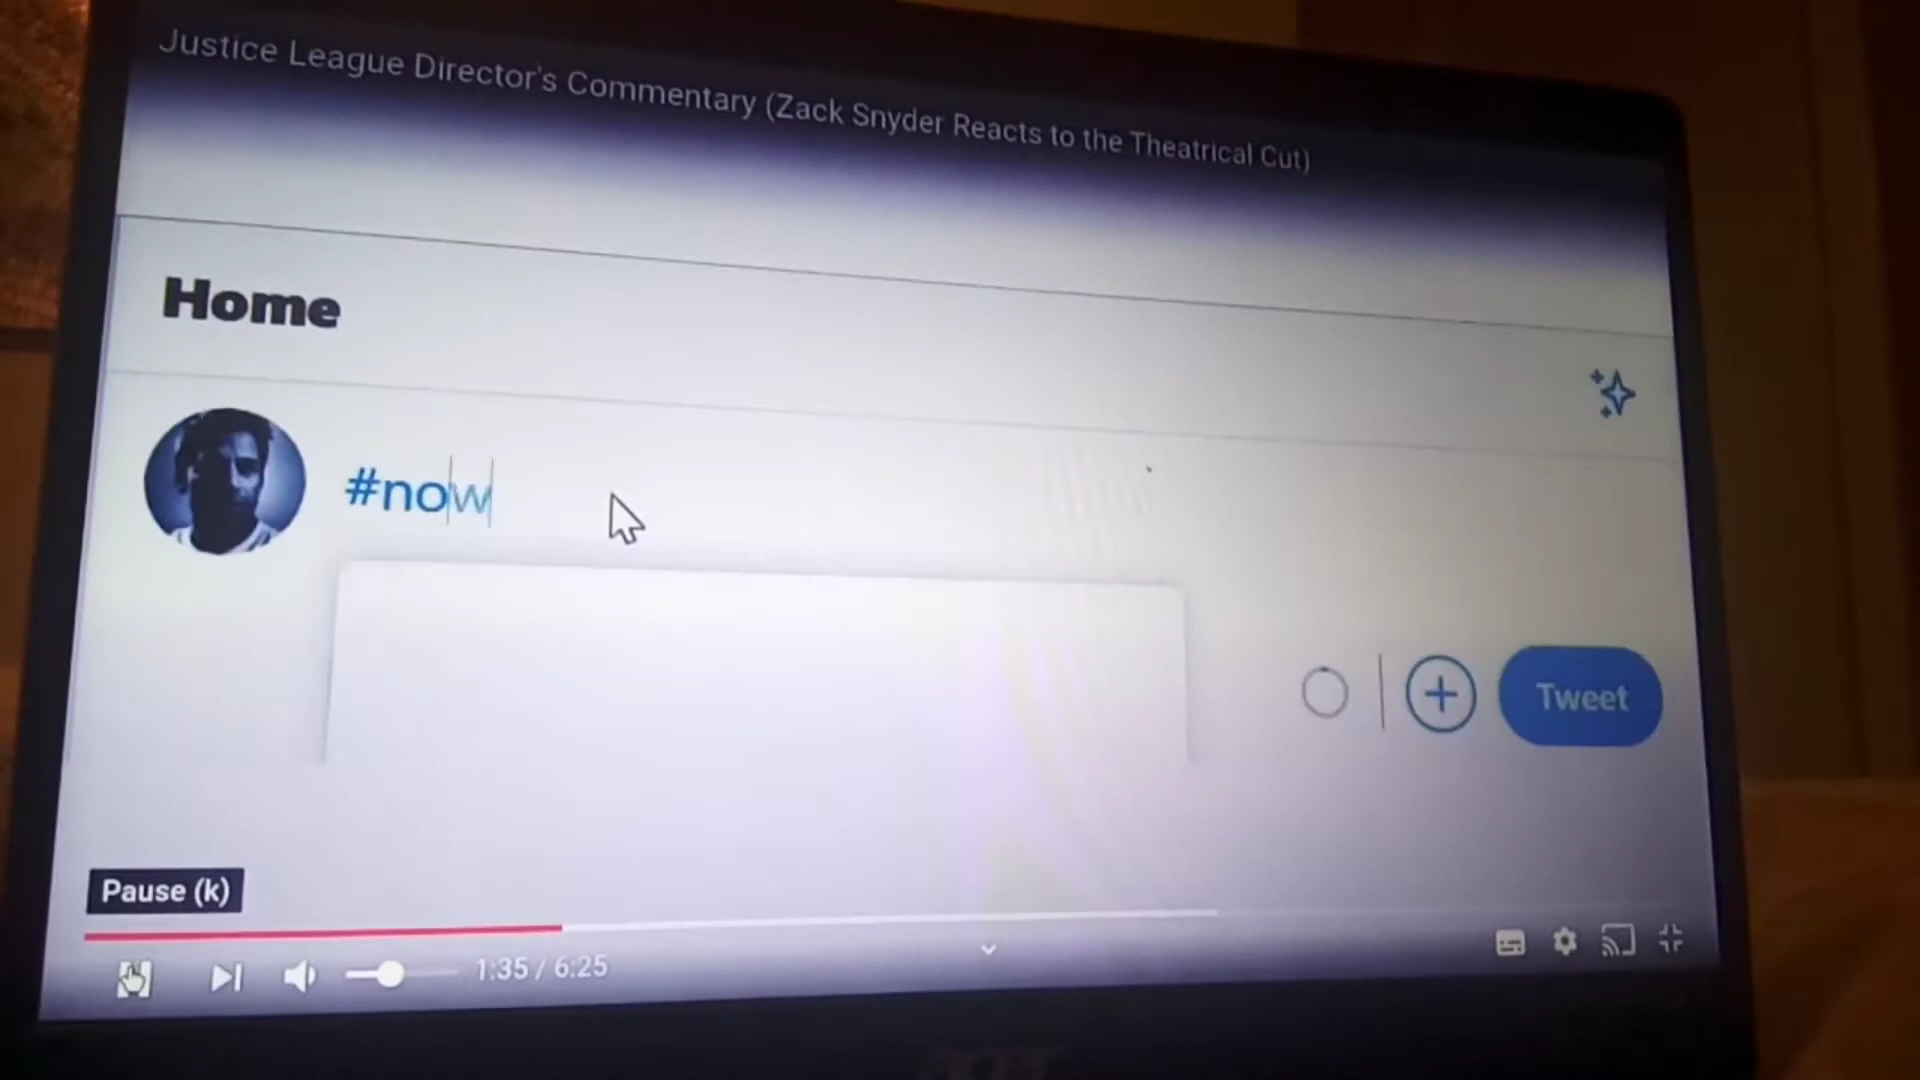 Justice League Director's Commentary (Zack Snyder Reacts to the Theatrical Cut)
Home
#now
Tweet
Pause (k)
1:35 / 6:25
acer